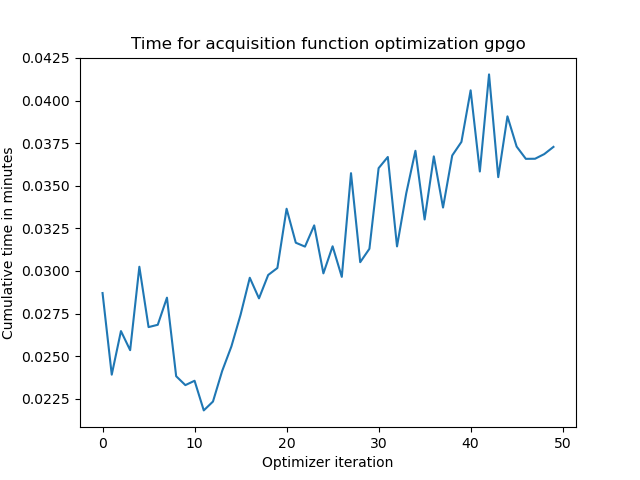 Time for acquisition function optimization gpgo
0.0425
0.0400
0.0375
0.0350
0.0325
0.0300
0.0275
0.0250
0.0225
Cumulative time in minutes
0 10 20 30 40 50
Optimizer iteration